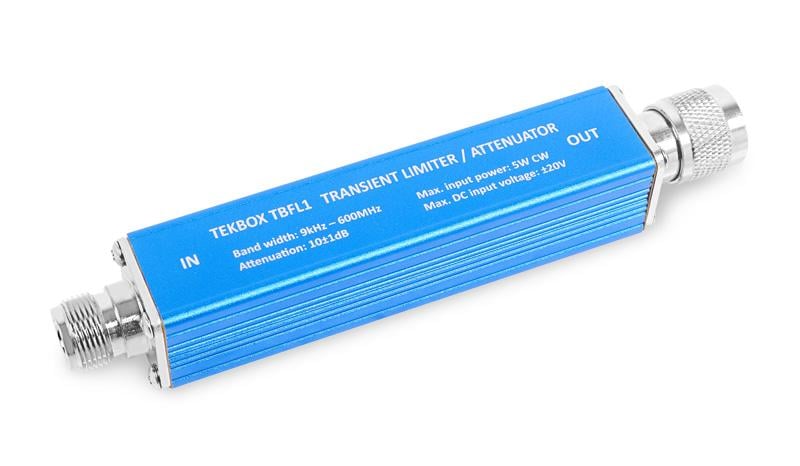 TEKBOX TBFL1 TRANSIENT LIMITER / ATTENUATOR
IN
Band width: 9kHz – 600MHz
Attenuation: 10±1dB
Max. input power: 5W CW
Max. DC input voltage: ±20V
OUT